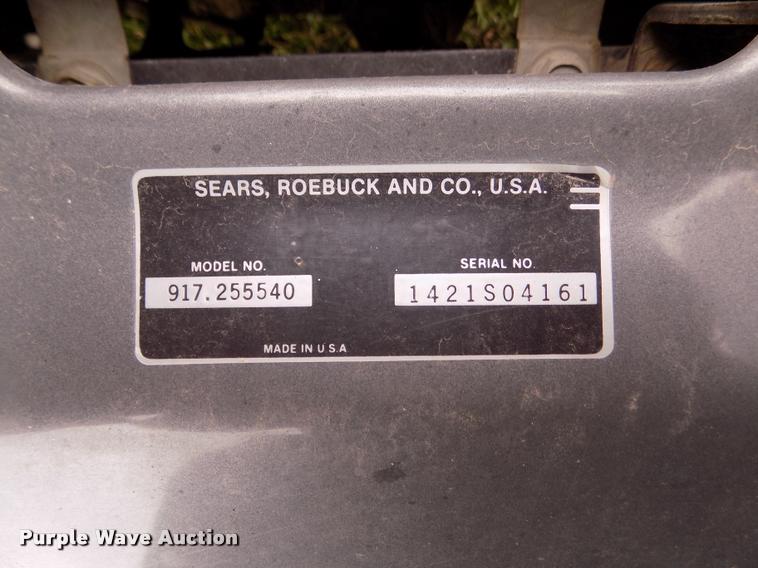 SEARS, ROEBUCK AND CO., U.S.A.
MODEL NO.
917.255540
SERIAL NO.
1421S04161
MADE IN U S.A
Purple Wave Auction